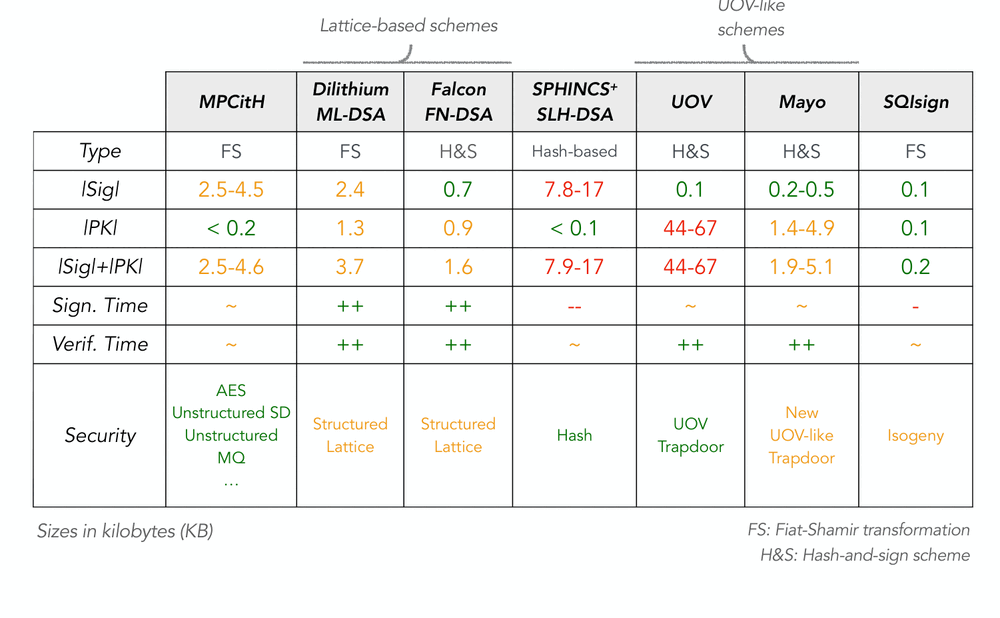 Lattice-based schemes
UOV-like
schemes
MPCitH
Dilithium
ML-DSA
Falcon
FN-DSA
SPHINCS+
SLH-DSA
UOV
Mayo
SQIsign
Type FS FS H&S Hash-based H&S H&S FS
|Sig| 2.5-4.5 2.4 0.7 7.8-17 0.1 0.2-0.5 0.1
|PK| < 0.2 1.3 0.9 < 0.1 44-67 1.4-4.9 0.1
|Sig|+|PK| 2.5-4.6 3.7 1.6 7.9-17 44-67 1.9-5.1 0.2
Sign. Time ~ ++ ++ -- ~ ~ -
Verif. Time ~ ++ ++ ~ ++ ++ ~
Security
AES
Unstructured SD
Unstructured
MQ
...
Structured
Lattice
Structured
Lattice
Hash
UOV
Trapdoor
New
UOV-like
Trapdoor
Isogeny
Sizes in kilobytes (KB)
FS: Fiat-Shamir transformation
H&S: Hash-and-sign scheme